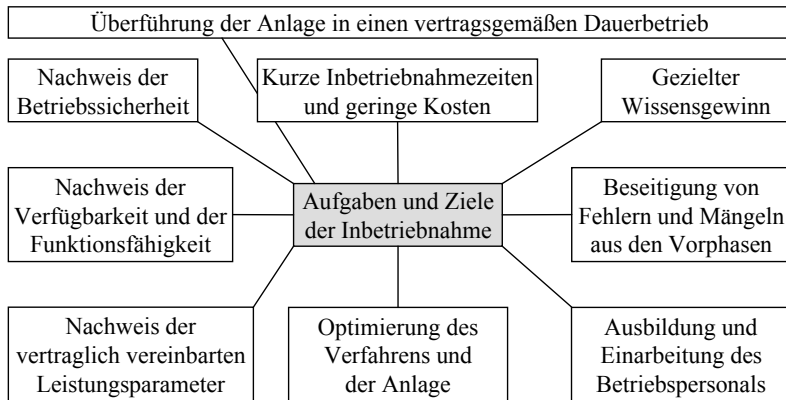 Überführung der Anlage in einen vertragsgemäßen Dauerbetrieb
Nachweis der
Betriebssicherheit
Kurze Inbetriebnahmezeiten
und geringe Kosten
Gezielter
Wissensgewinn
Nachweis der
Verfügbarkeit und der
Funktionsfähigkeit
Aufgaben und Ziele
der Inbetriebnahme
Beseitigung von
Fehlern und Mängeln
aus den Vorphasen
Nachweis der
vertraglich vereinbarten
Leistungsparameter
Optimierung des
Verfahrens und
der Anlage
Ausbildung und
Einarbeitung des
Betriebspersonals